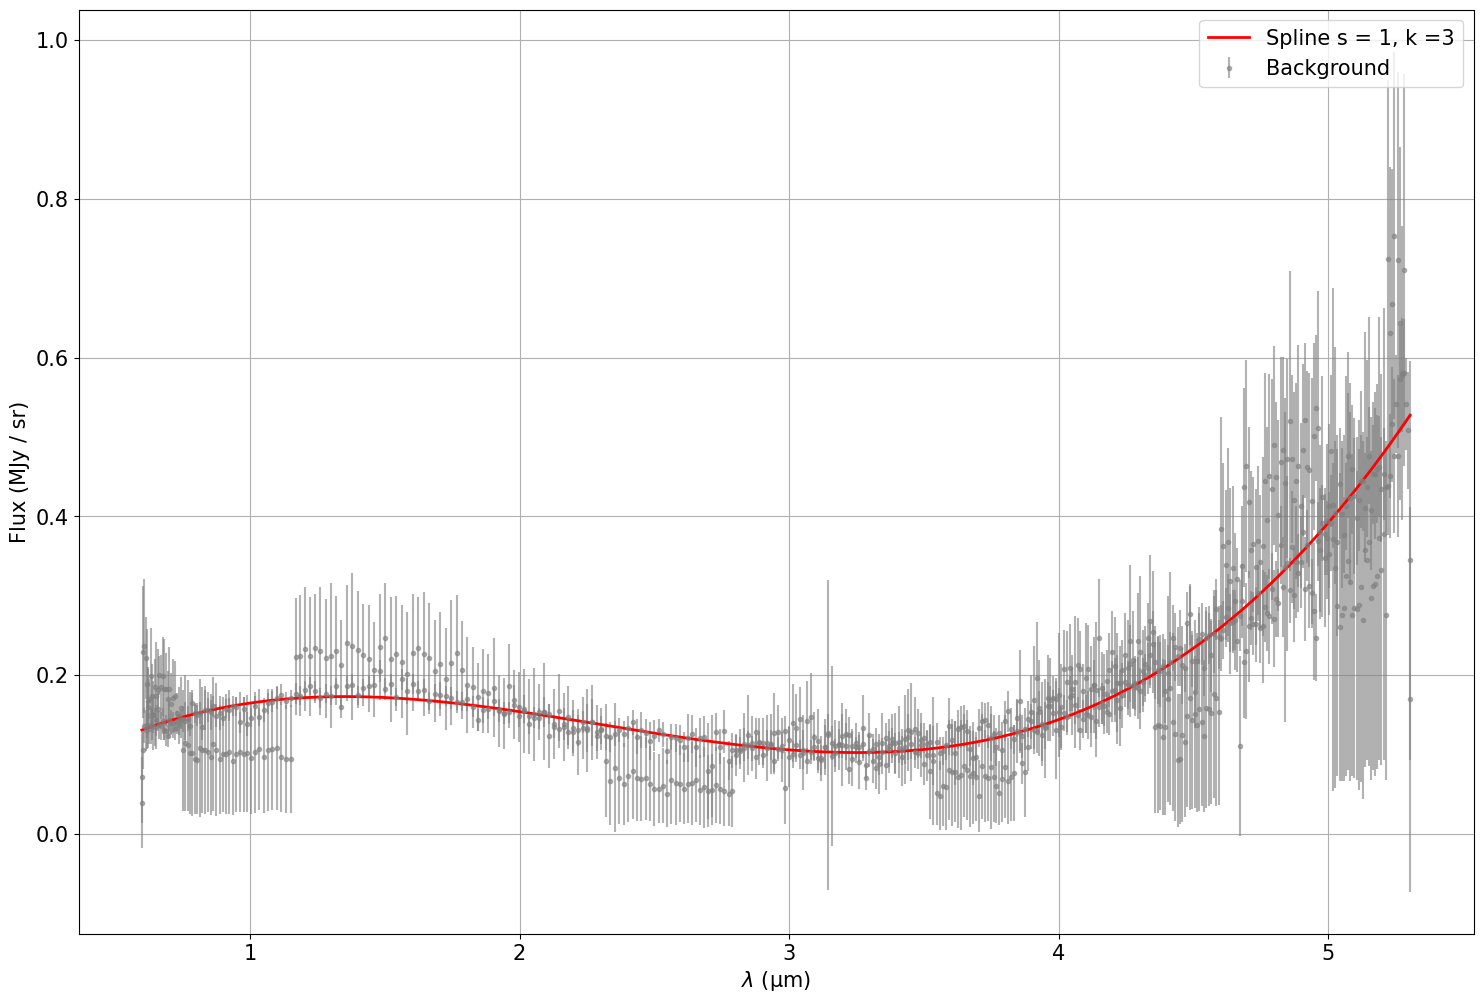 Spline s = 1, k =3
Background
1.0
0.8
0.6
0.4
0.2
0.0
Flux (MJy / sr)
1 2 3 4 5
λ (µm)